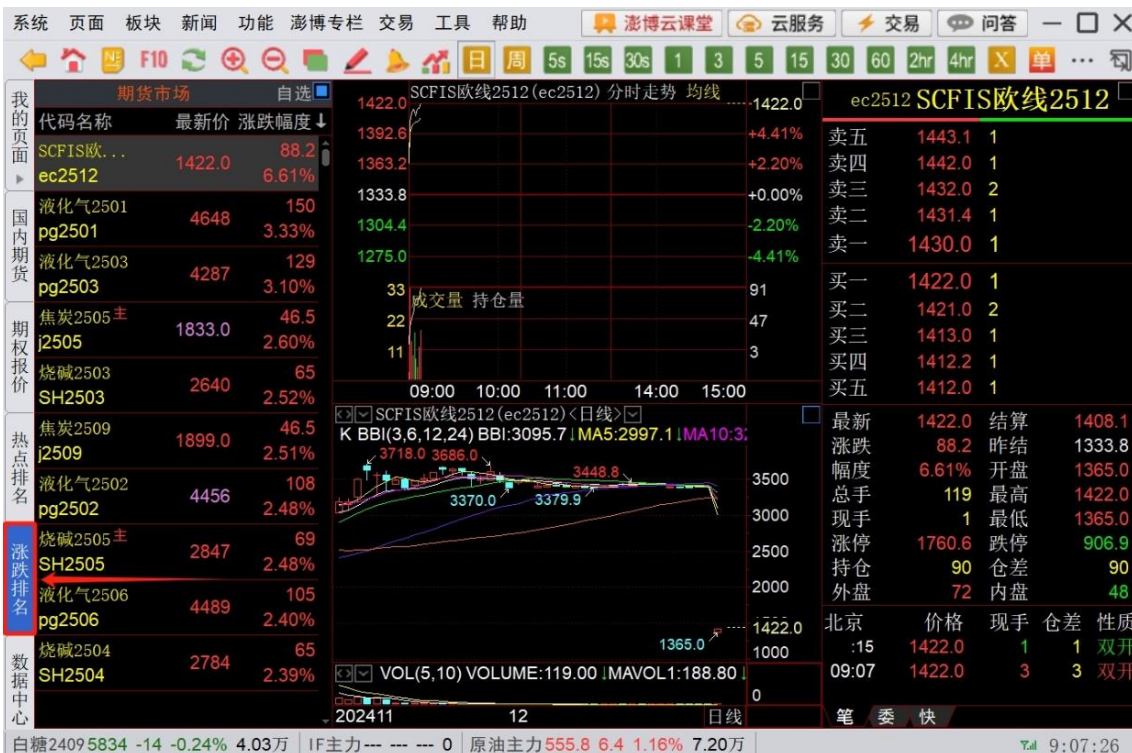 系统 页面 板块 新闻 功能 澎博专栏 交易 工具 帮助 澎博云课堂 云服务 交易 问答
F10 日 周 5s 15s 30s 1 3 5 15 30 60 2hr 4hr X 单 ...
我的页面
国内期货
期权报价
热点排名
涨跌排名
数据中心
期货市场 自选
代码名称 最新价 涨跌幅度↓
SCFIS欧... 88.2
1422.0
ec2512 6.61%
液化气2501 150
4648
pg2501 3.33%
液化气2503 129
4287
pg2503 3.10%
焦炭2505主 46.5
1833.0
j2505 2.60%
烧碱2503 65
2640
SH2503 2.52%
焦炭2509 46.5
1899.0
j2509 2.51%
液化气2502 108
4456
pg2502 2.48%
烧碱2505主 69
2847
SH2505 2.48%
液化气2506 105
4489
pg2506 2.40%
烧碱2504 65
2784
SH2504 2.39%
SCFIS欧线2512(ec2512) 分时走势 均线
1422.0 1422.0
1392.6 +4.41%
1363.2 +2.20%
1333.8 +0.00%
1304.4 -2.20%
1275.0 -4.41%
33 成交量 持仓量 91
22 47
11 3
09:00 10:00 11:00 14:00 15:00
SCFIS欧线2512(ec2512)<日线>
K BBI(3,6,12,24) BBI:3095.7↓MA5:2997.1↓MA10:32
3718.0 3686.0
3448.8
3500
3370.0 3379.9
3000
2500
2000
1422.0
1365.0
1000
VOL(5,10) VOLUME:119.00 ↓MAVOL1:188.80 ↓
0
202411 12 日线
ec2512 SCFIS欧线2512
卖五 1443.1 1
卖四 1442.0 1
卖三 1432.0 2
卖二 1431.4 1
卖一 1430.0 1
买一 1422.0 1
买二 1421.0 2
买三 1413.0 1
买四 1412.2 1
买五 1412.0 1
最新 1422.0 结算 1408.1
涨跌 88.2 昨结 1333.8
幅度 6.61% 开盘 1365.0
总手 119 最高 1422.0
现手 1 最低 1365.0
涨停 1760.6 跌停 906.9
持仓 90 仓差 90
外盘 72 内盘 48
北京 价格 现手 仓差 性质
:15 1422.0 1 1 双开
09:07 1422.0 3 3 双开
笔 委 快
白糖2409 5834 -14 -0.24% 4.03万 IF主力--- --- --- 0 原油主力 555.8 6.4 1.16% 7.20万 9:07:26